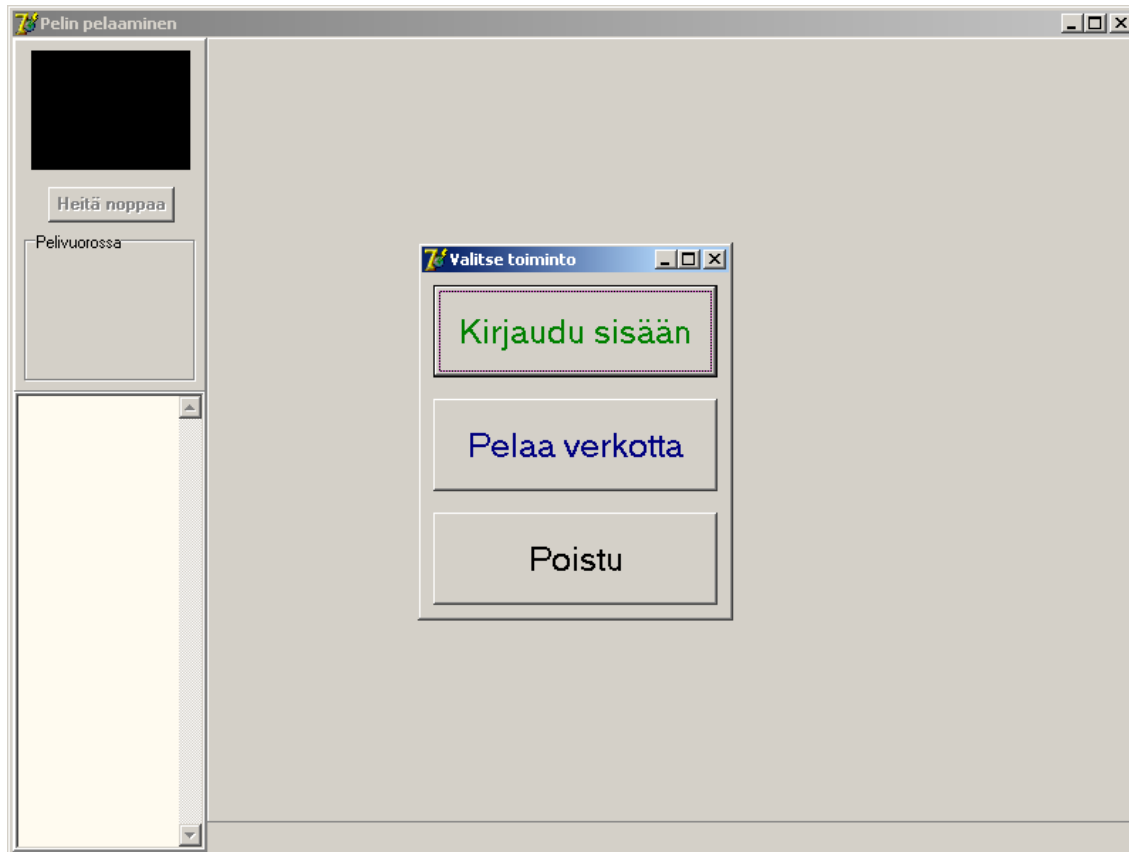 Pelin pelaaminen
Heitä noppaa
Pelivuorossa
Valitse toiminto
Kirjaudu sisään
Pelaa verkotta
Poistu